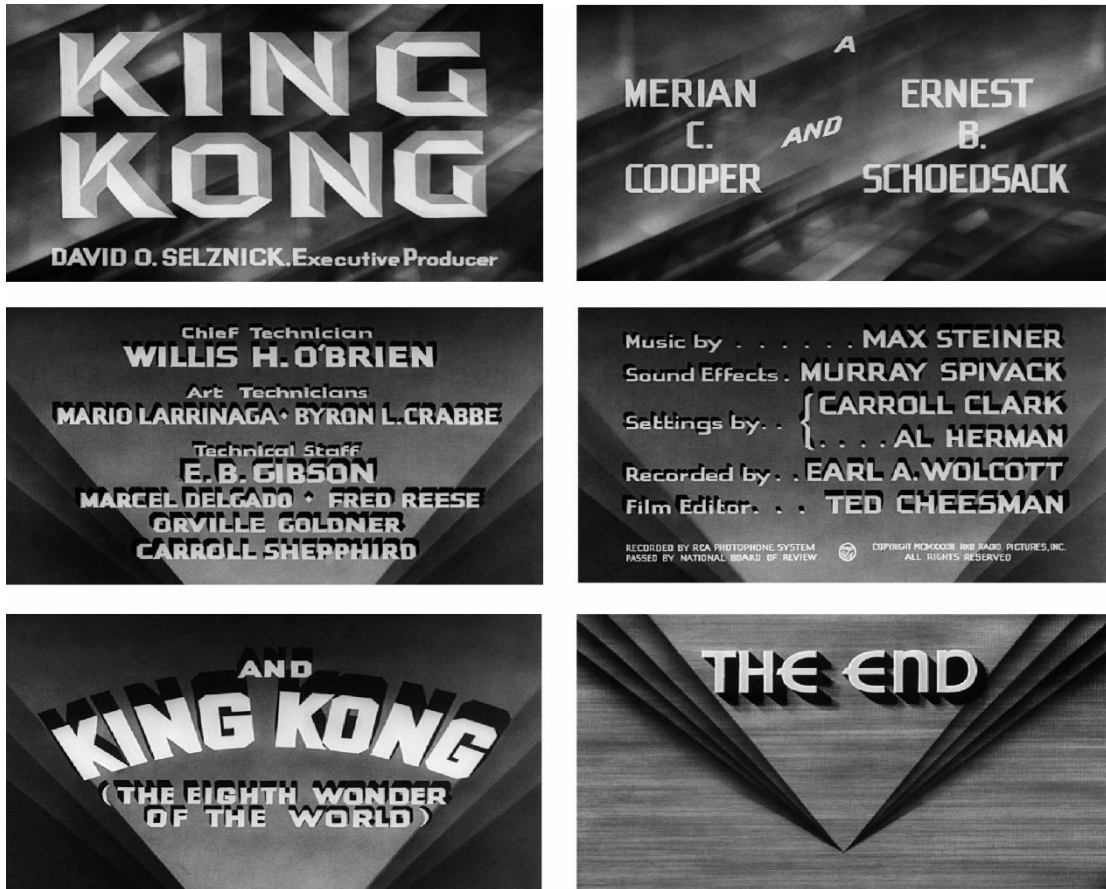 KING
KONG
DAVID O. SELZNICK, Executive Producer
A
MERIAN C. COOPER
AND
ERNEST B. SCHOEDSACK
Chief Technician
WILLIS H. O'BRIEN
Art Technicians
MARIO LARRINAGA • BYRON L. CRABBE
Technical Staff
E. B. GIBSON
MARCEL DELGADO • FRED REESE
ORVILLE GOLDNER
CARROLL SHEPPHIRD
Music by . . . . . . . MAX STEINER
Sound Effects . MURRAY SPIVACK
Settings by . . { CARROLL CLARK
. . . . AL HERMAN
Recorded by . . EARL A. WOLCOTT
Film Editor . . . TED CHEESMAN
RECORDED BY RCA PHOTOPHONE SYSTEM
PASSED BY NATIONAL BOARD OF REVIEW
COPYRIGHT MCMXXXIII RKO RADIO PICTURES, INC.
ALL RIGHTS RESERVED
AND
KING KONG
(THE EIGHTH WONDER
OF THE WORLD)
THE END